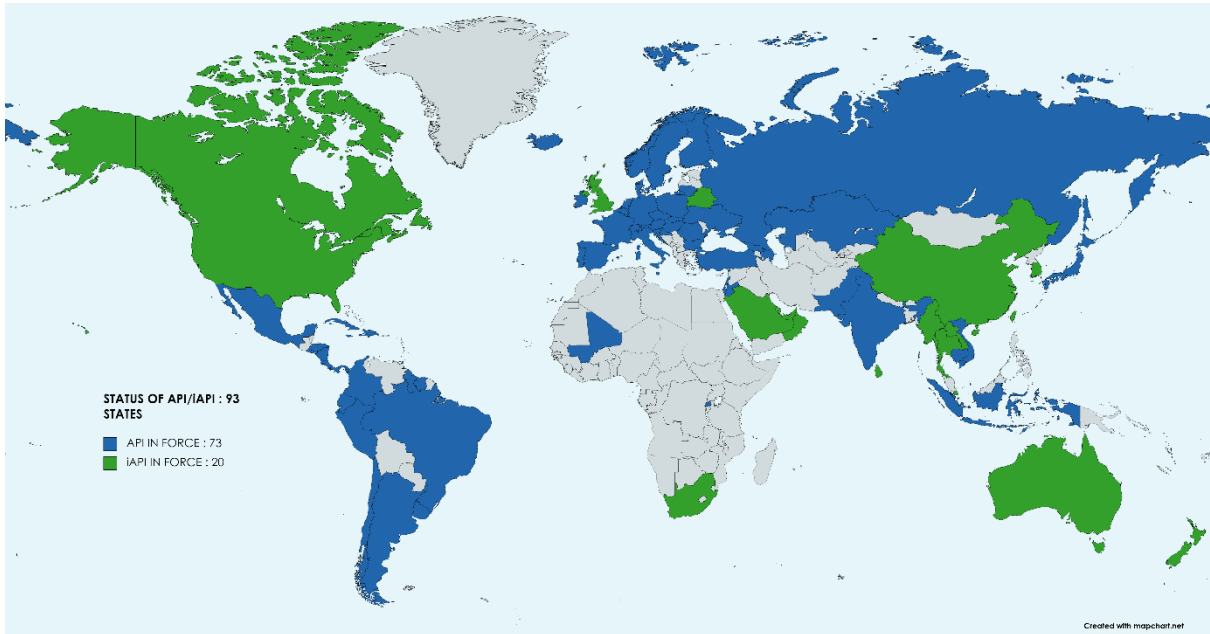 STATUS OF API/iAPI : 93
STATES
API IN FORCE : 73
iAPI IN FORCE : 20
Created with mapchart.net